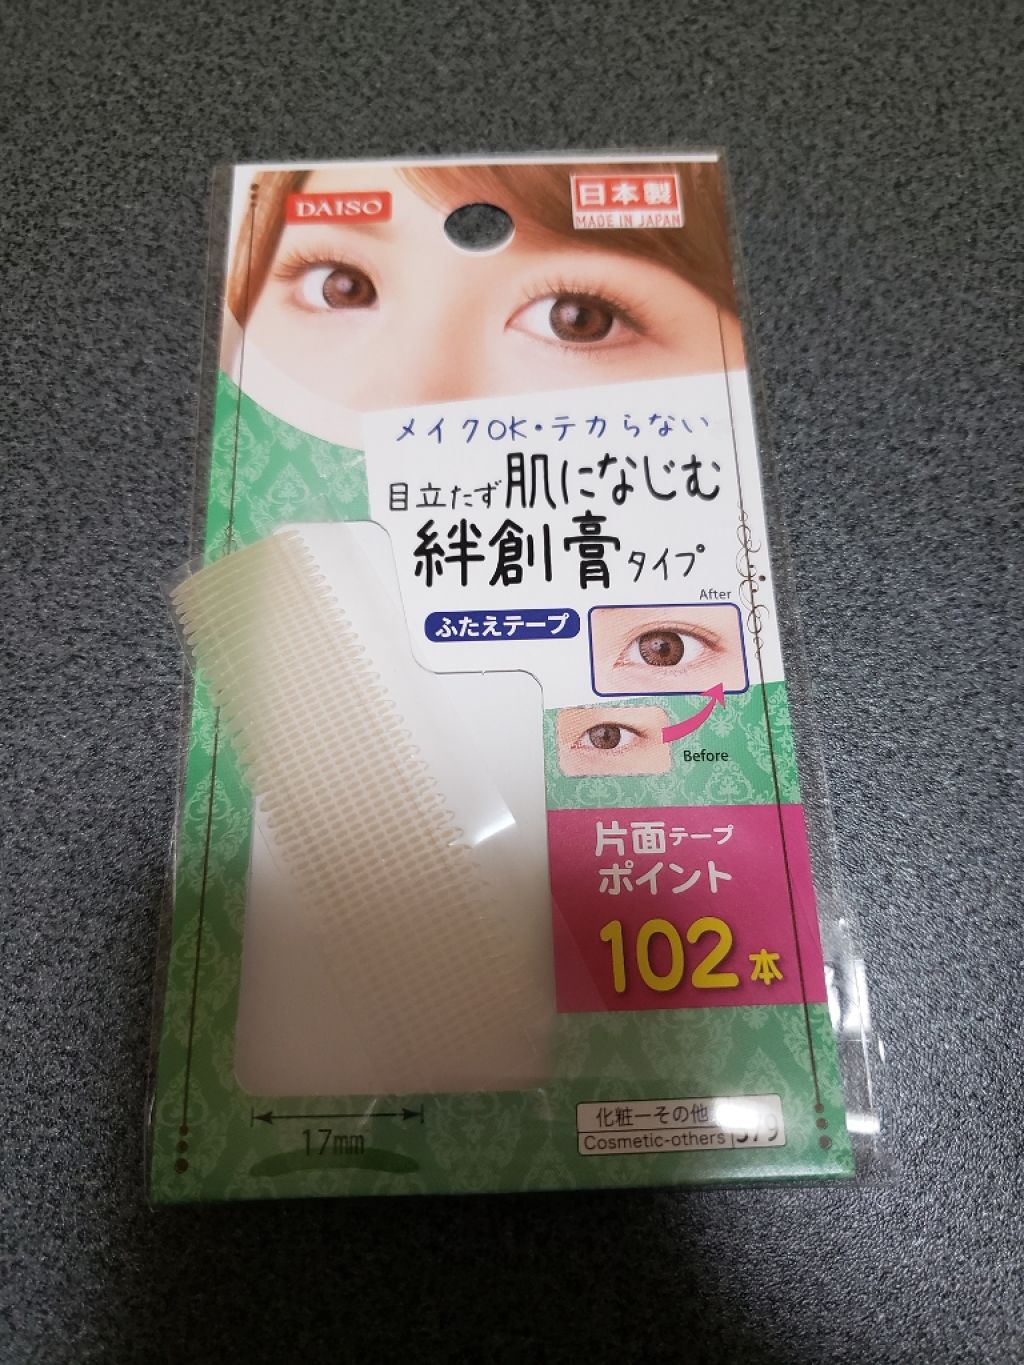 DAISO
日本製
MADE IN JAPAN
メイクOK・テカらない
目立たず肌になじむ
絆創膏タイプ
ふたえテープ
After
Before
片面テープ
ポイント
102本
17mm
化粧ーその他
Cosmetic-others